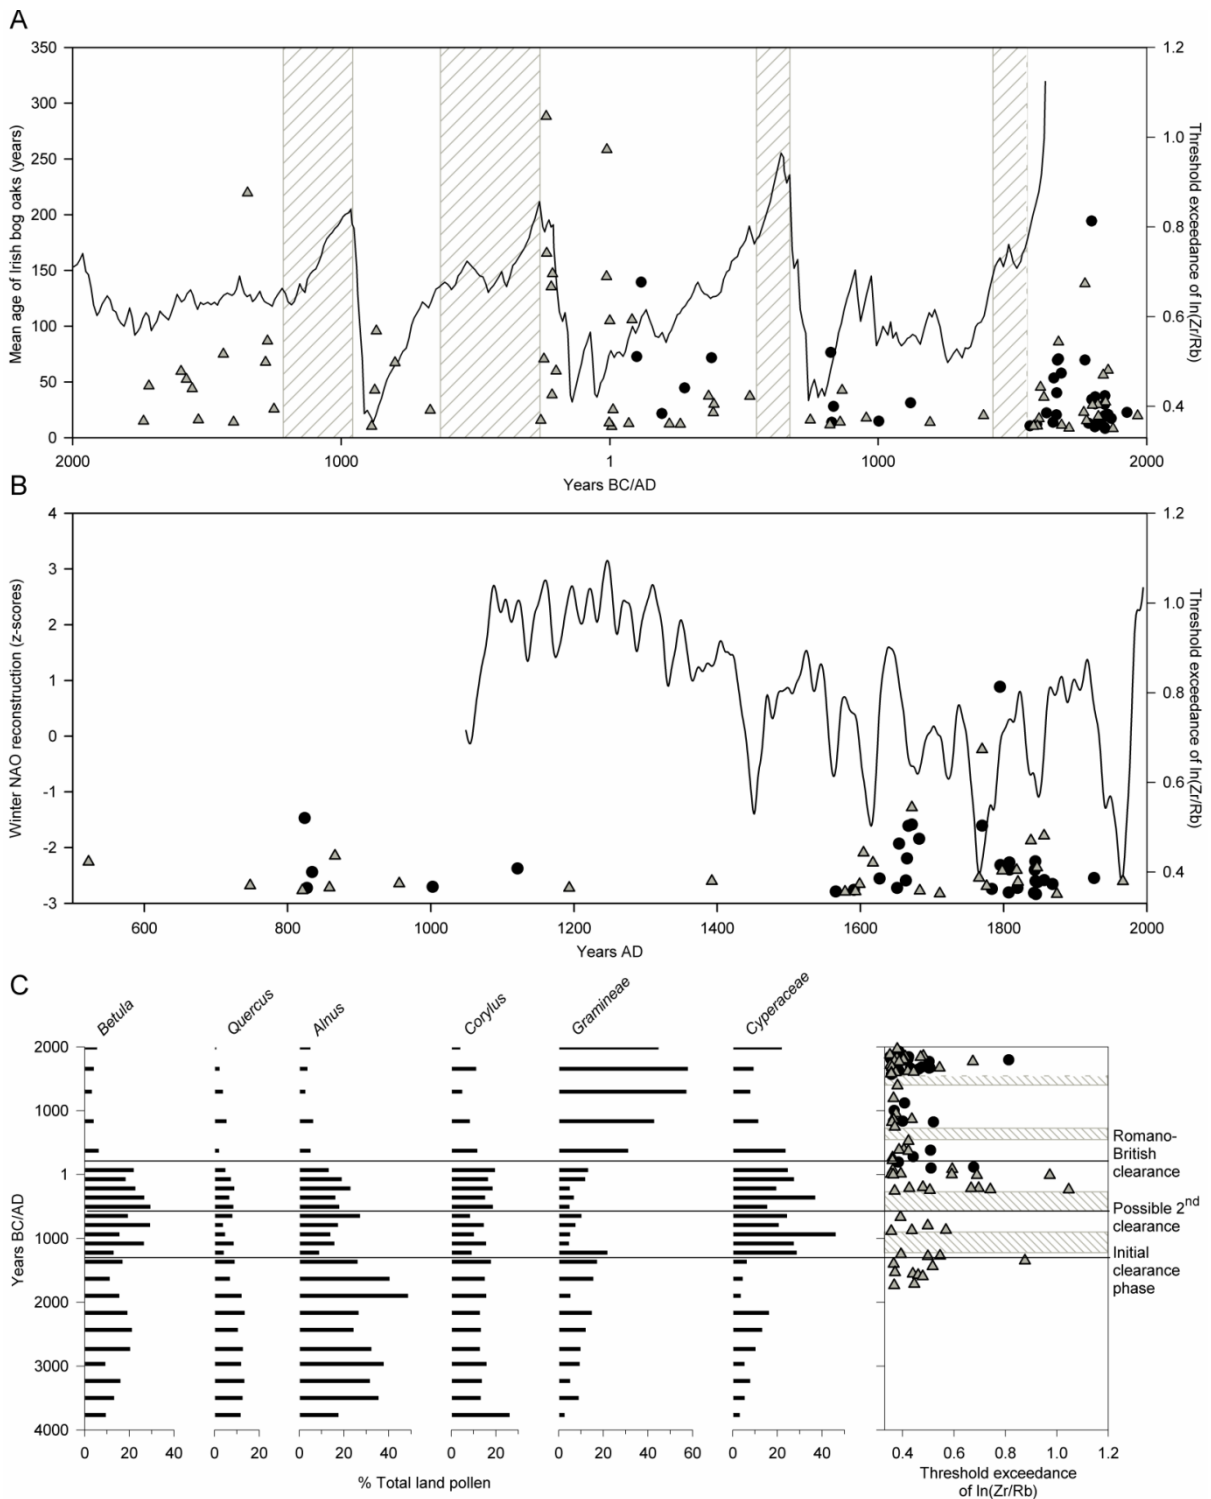 A
350
300
250
200
150
100
50
0
Mean age of Irish bog oaks (years)
1.2
1.0
0.8
0.6
0.4
Threshold exceedance of ln(Zr/Rb)
2000 1000 1 1000 2000
Years BC/AD
B
4
3
2
1
0
-1
-2
-3
Winter NAO reconstruction (z-scores)
1.2
1.0
0.8
0.6
0.4
Threshold exceedance of ln(Zr/Rb)
600 800 1000 1200 1400 1600 1800 2000
Years AD
C
Betula Quercus Alnus Corylus Gramineae Cyperaceae
2000
1000
1
1000
2000
3000
4000
Years BC/AD
Romano-
British
clearance
Possible 2nd
clearance
Initial
clearance
phase
0 20 40 0 20 0 20 40 0 20 0 20 40 60 0 20 40 0.4 0.6 0.8 1.0 1.2
% Total land pollen
Threshold exceedance
of ln(Zr/Rb)